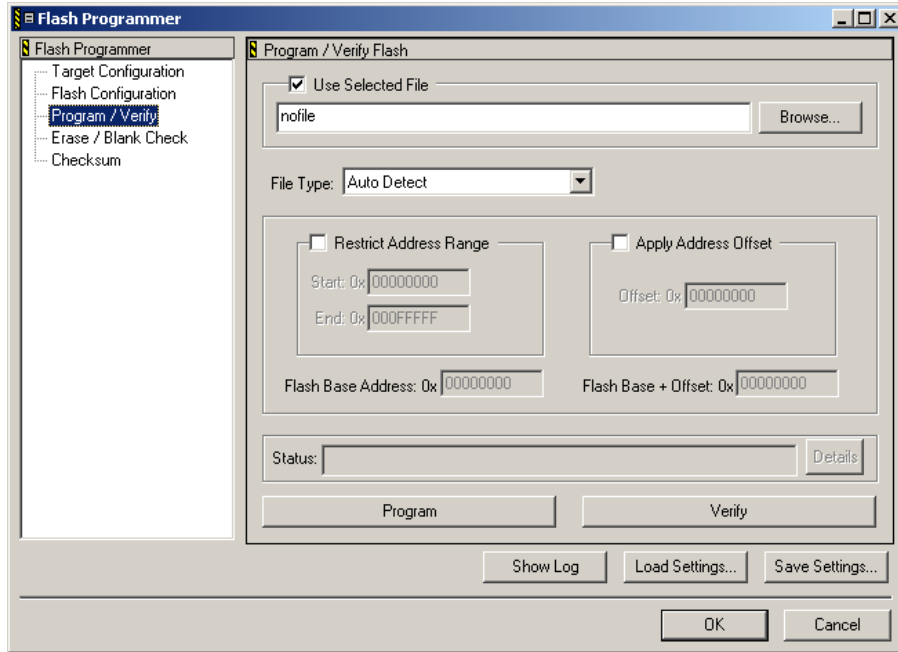 Flash Programmer
Flash Programmer
Target Configuration
Flash Configuration
Program / Verify
Erase / Blank Check
Checksum
Program / Verify Flash
Use Selected File
nofile
Browse...
File Type: Auto Detect
Restrict Address Range
Start: 0x 00000000
End: 0x 000FFFFF
Apply Address Offset
Offset: 0x 00000000
Flash Base Address: 0x 00000000
Flash Base + Offset: 0x 00000000
Status:
Details
Program
Verify
Show Log
Load Settings...
Save Settings...
OK
Cancel